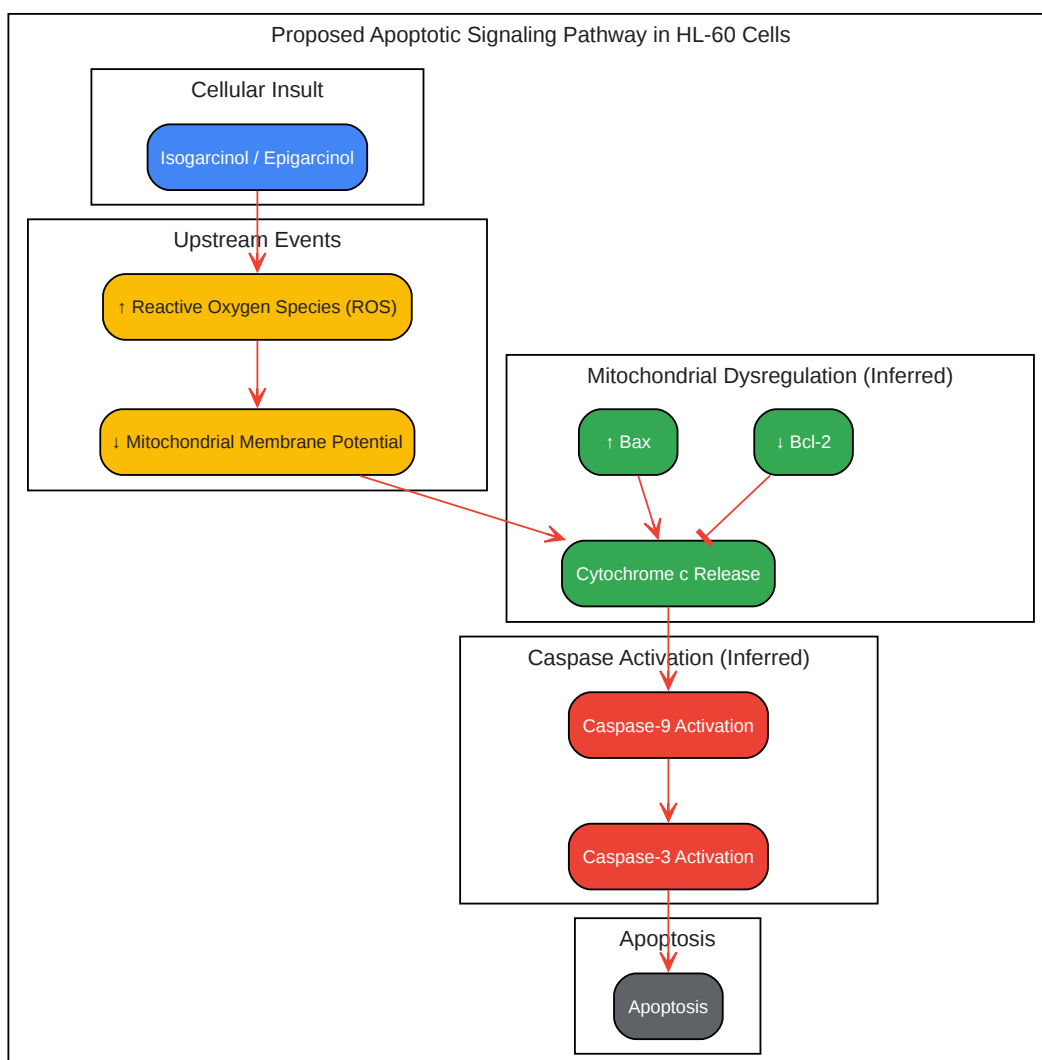 Proposed Apoptotic Signaling Pathway in HL-60 Cells
Cellular Insult
Isogarcinol / Epigarcinol
Upstream Events
↑ Reactive Oxygen Species (ROS)
↓ Mitochondrial Membrane Potential
Mitochondrial Dysregulation (Inferred)
↑ Bax
↓ Bcl-2
Cytochrome c Release
Caspase Activation (Inferred)
Caspase-9 Activation
Caspase-3 Activation
Apoptosis
Apoptosis